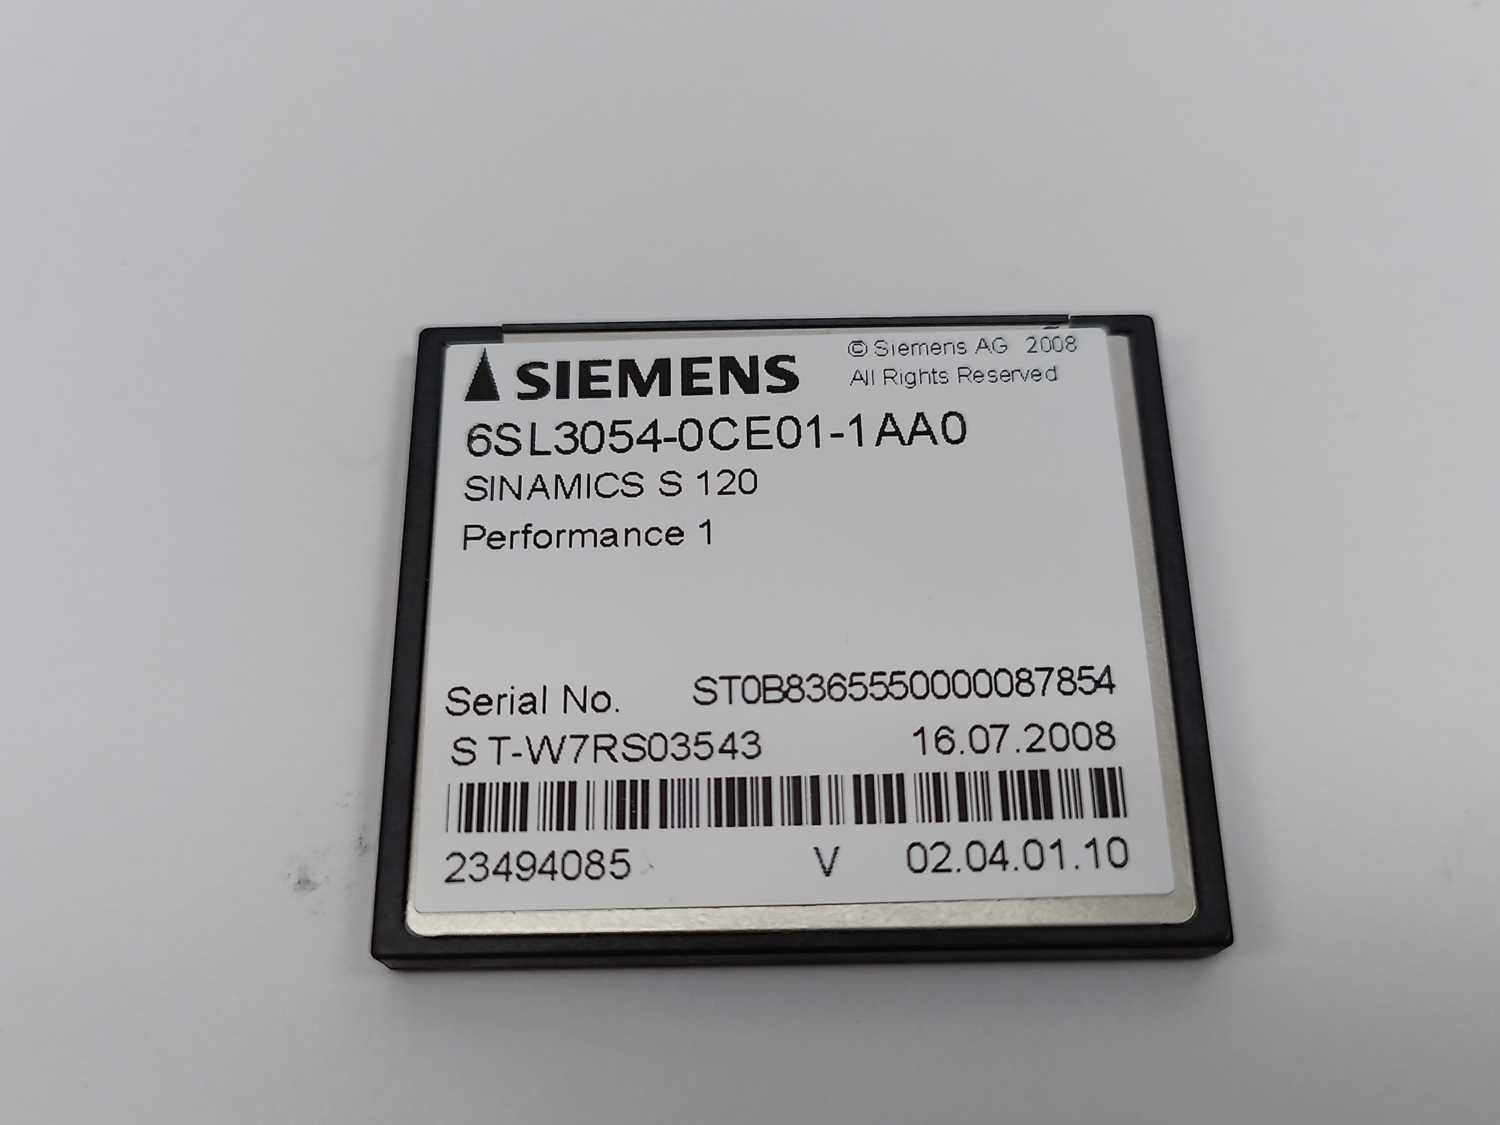 SIEMENS
© Siemens AG 2008
All Rights Reserved
6SL3054-0CE01-1AA0
SINAMICS S 120
Performance 1
Serial No. ST0B8365550000087854
S T-W7RS03543 16.07.2008
23494085 V 02.04.01.10